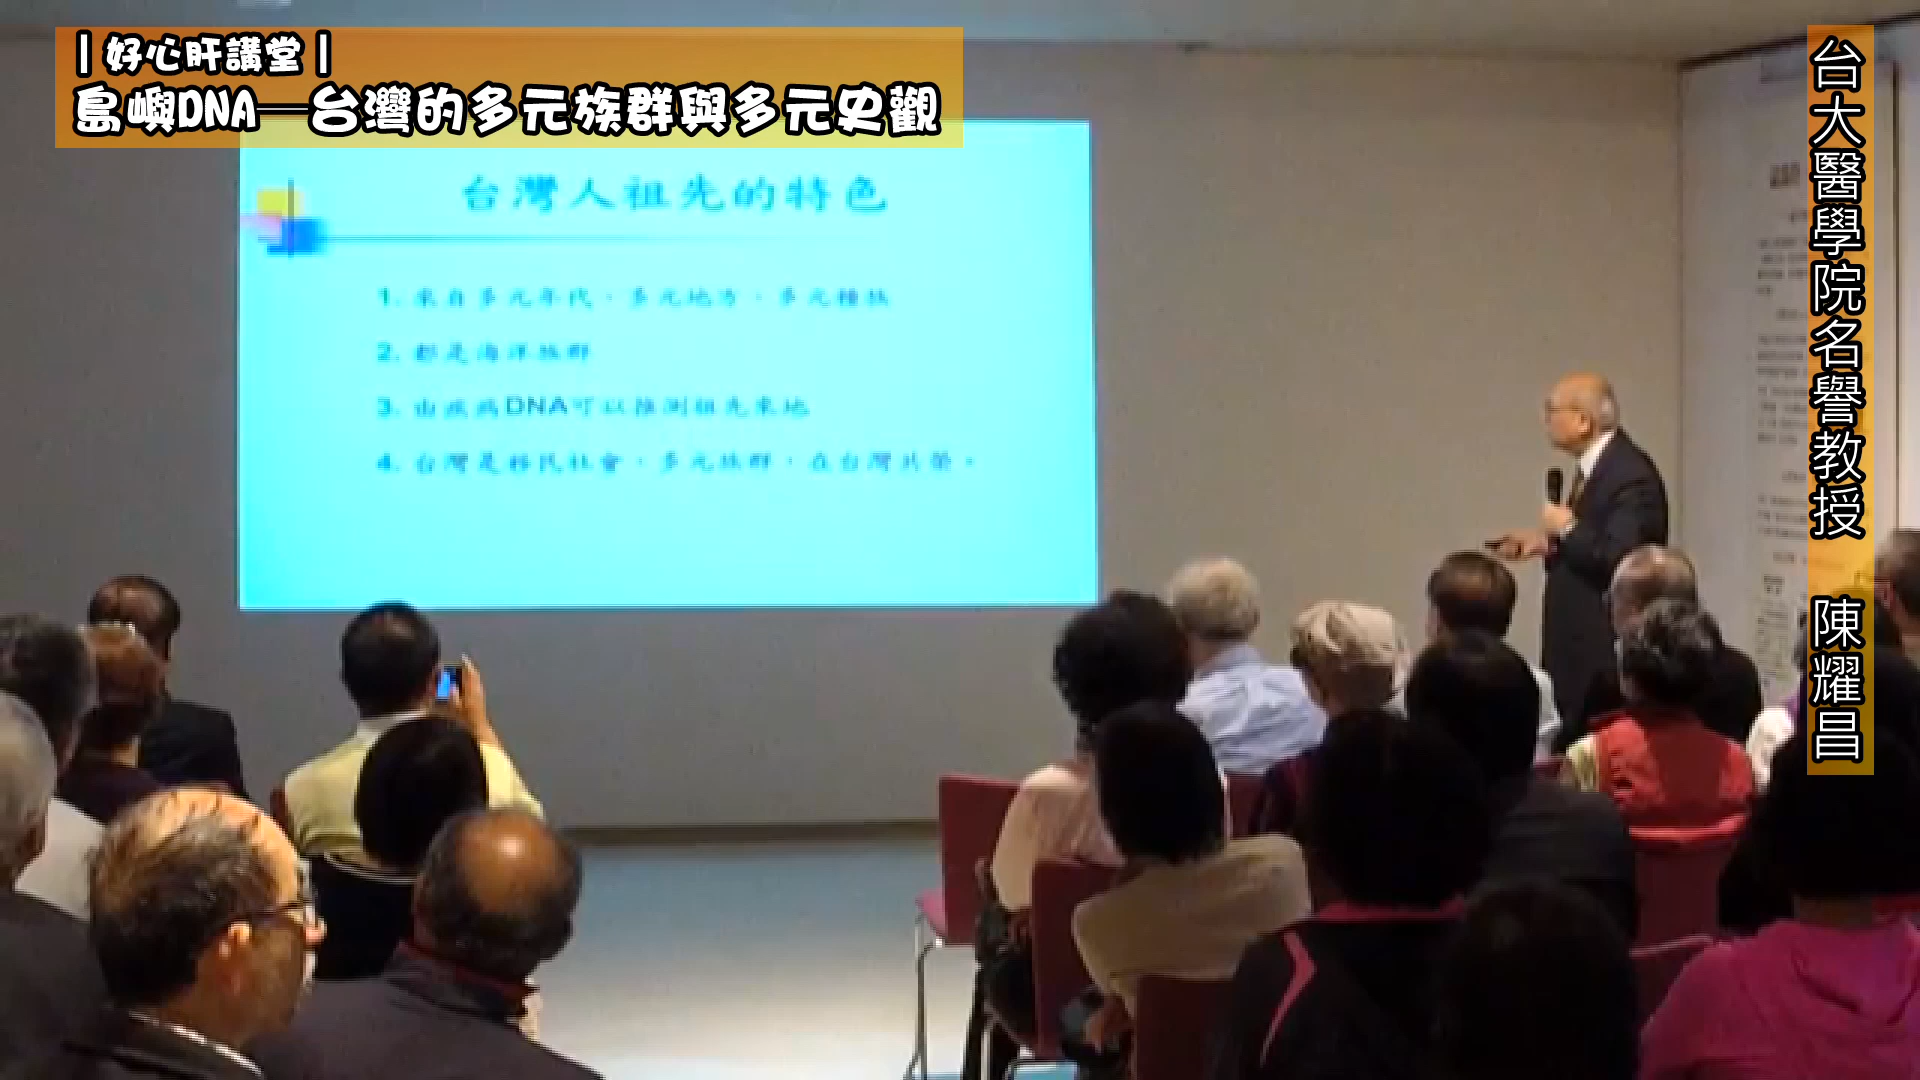 | 好心肝講堂 |
島嶼DNA─台灣的多元族群與多元史觀
台灣人祖先的特色
1. 來自多元年代，多元地方，多元種族
2. 都是海洋族群
3. 由疾病DNA可以推測祖先來地
4. 台灣是移民社會，多元族群，在台灣共榮。
台大醫學院名譽教授 陳耀昌